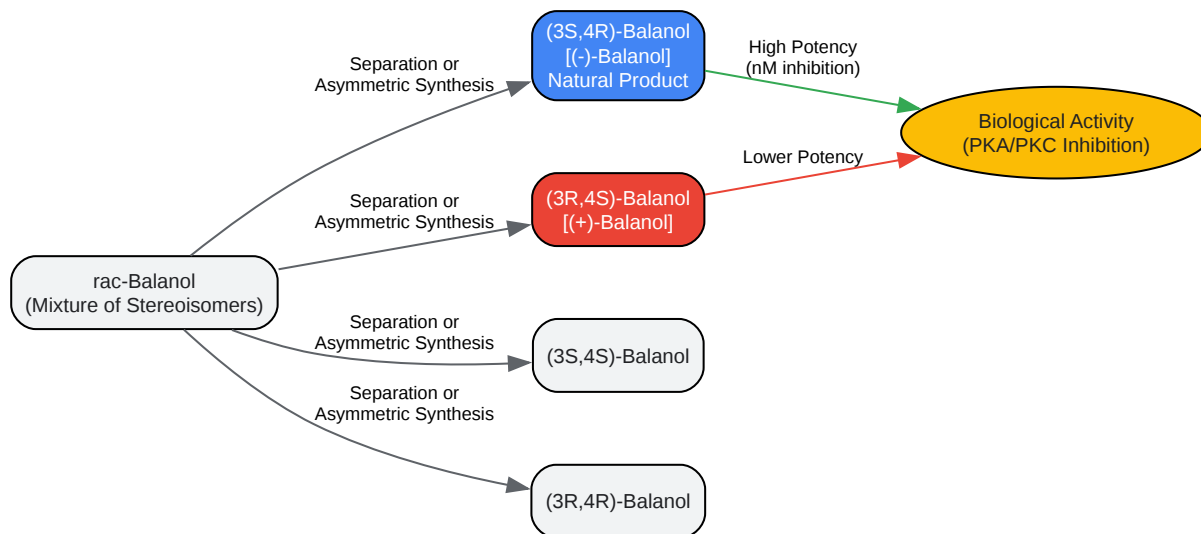 (3S,4R)-Balanol
[(-)-Balanol]
Natural Product
High Potency
(nM inhibition)
Separation or
Asymmetric Synthesis
Biological Activity
(PKA/PKC Inhibition)
Lower Potency
(3R,4S)-Balanol
[(+)-Balanol]
Separation or
Asymmetric Synthesis
rac-Balanol
(Mixture of Stereoisomers)
Separation or
Asymmetric Synthesis
(3S,4S)-Balanol
Separation or
Asymmetric Synthesis
(3R,4R)-Balanol